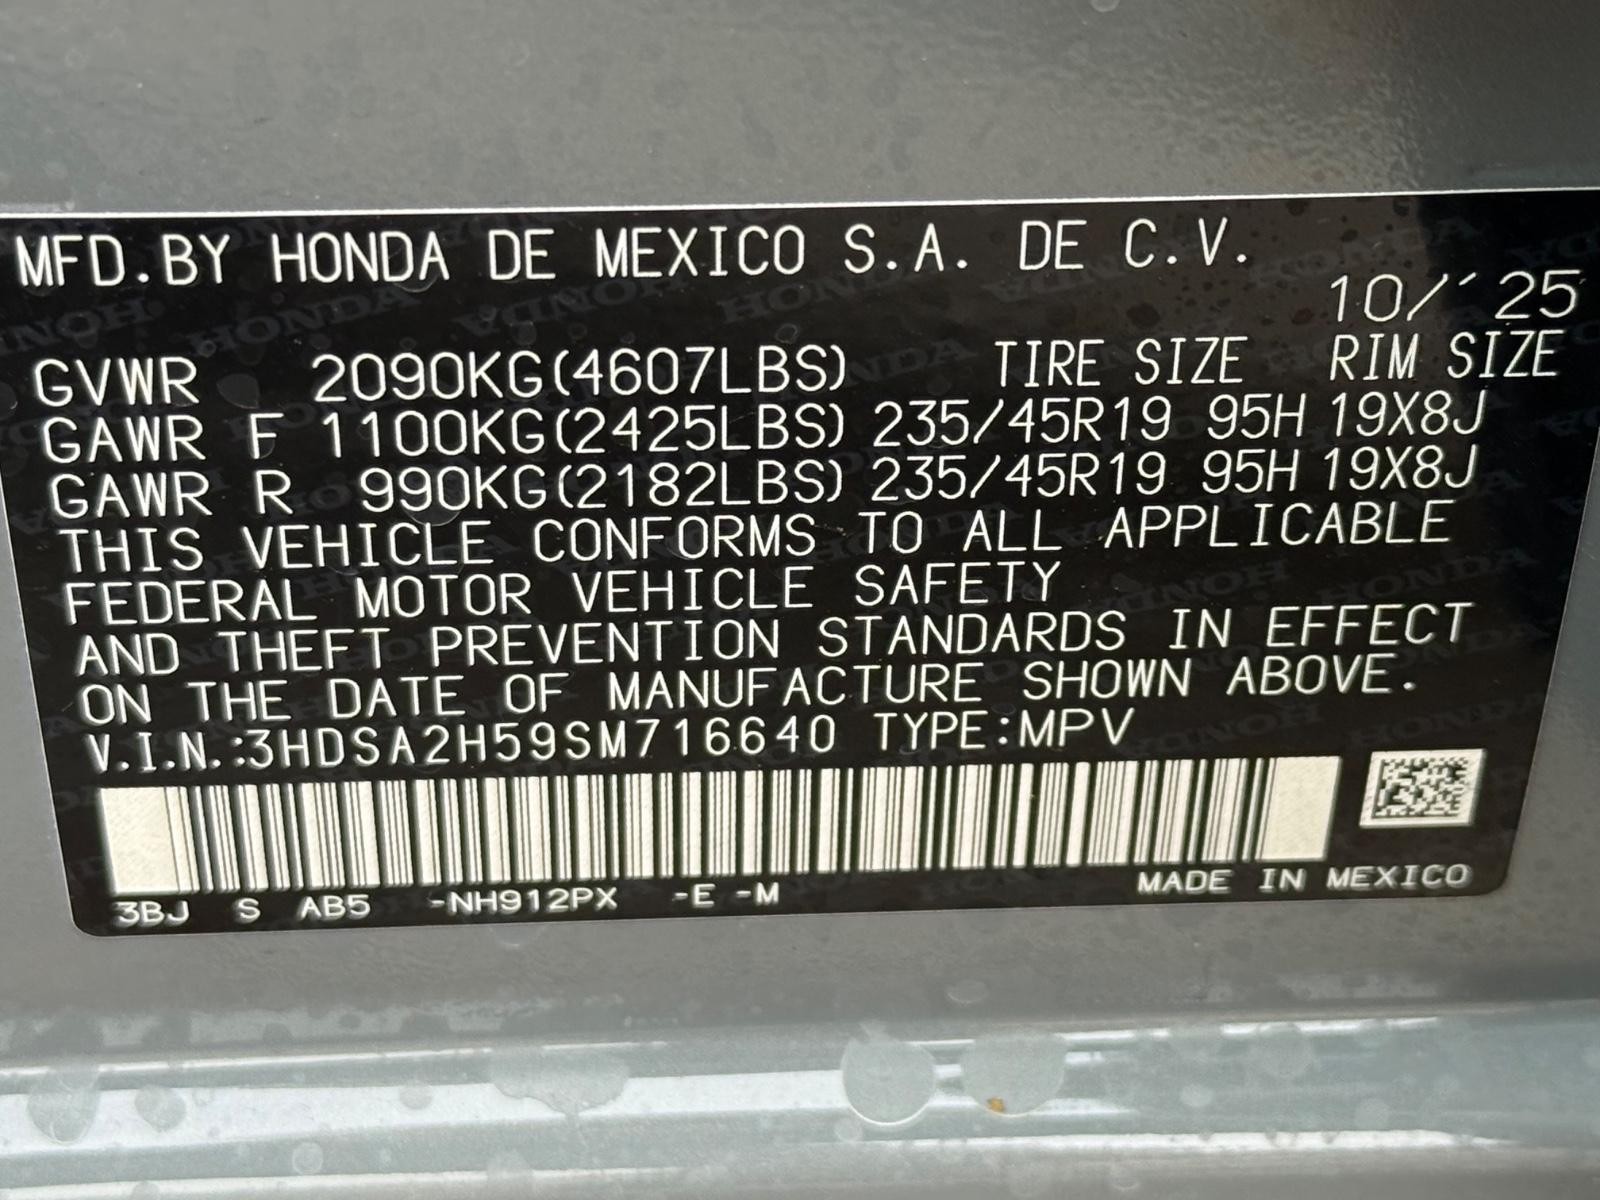 MFD.BY HONDA DE MEXICO S.A. DE C.V.
10/'25
GVWR 2090KG(4607LBS) TIRE SIZE RIM SIZE
GAWR F 1100KG(2425LBS) 235/45R19 95H 19X8J
GAWR R 990KG(2182LBS) 235/45R19 95H 19X8J
THIS VEHICLE CONFORMS TO ALL APPLICABLE
FEDERAL MOTOR VEHICLE SAFETY
AND THEFT PREVENTION STANDARDS IN EFFECT
ON THE DATE OF MANUFACTURE SHOWN ABOVE.
V.I.N.:3HDSA2H59SM716640 TYPE:MPV
3BJ S AB5 -NH912PX -E -M MADE IN MEXICO